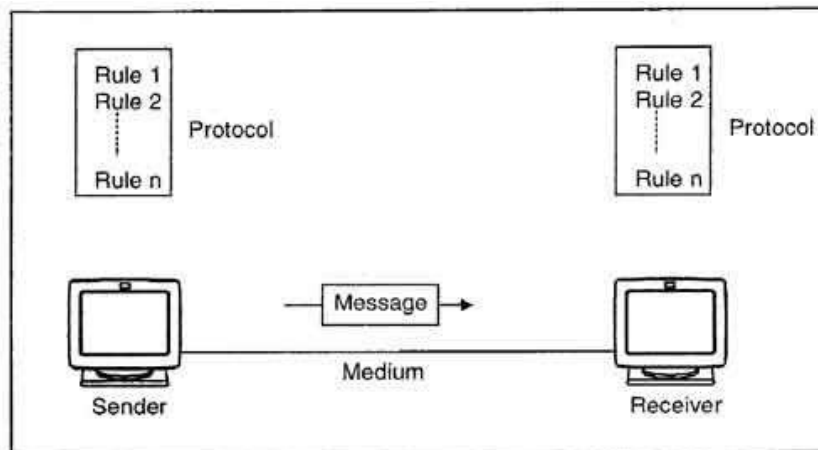 Rule 1
Rule 2
Rule n
Protocol
Rule 1
Rule 2
Rule n
Protocol
Message
Medium
Sender
Receiver